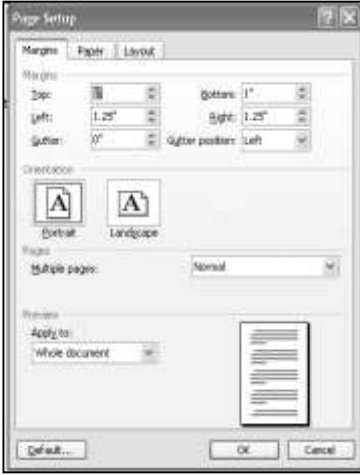 Page Setup
Margins Paper Layout
Margins
Top: Bottom: 1"
Left: 1.25" Right: 1.25"
Gutter: 0" Gutter position: Left
Orientation
A A
Portrait Landscape
Pages
Multiple pages: Normal
Preview
Apply to:
Whole document
Default... OK Cancel